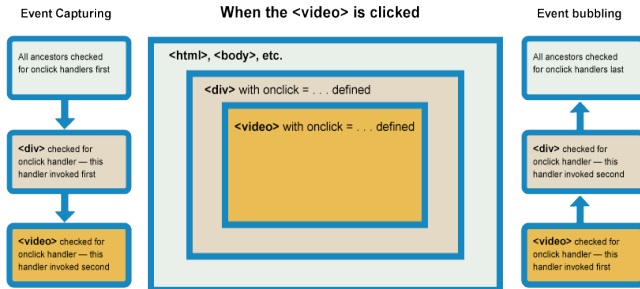 Event Capturing
All ancestors checked
for onclick handlers first
<div> checked for
onclick handler — this
handler invoked first
<video> checked for
onclick handler — this
handler invoked second
When the <video> is clicked
<html>, <body>, etc.
<div> with onclick = . . . defined
<video> with onclick = . . . defined
Event bubbling
All ancestors checked
for onclick handlers last
<div> checked for
onclick handler — this
handler invoked second
<video> checked for
onclick handler — this
handler invoked first